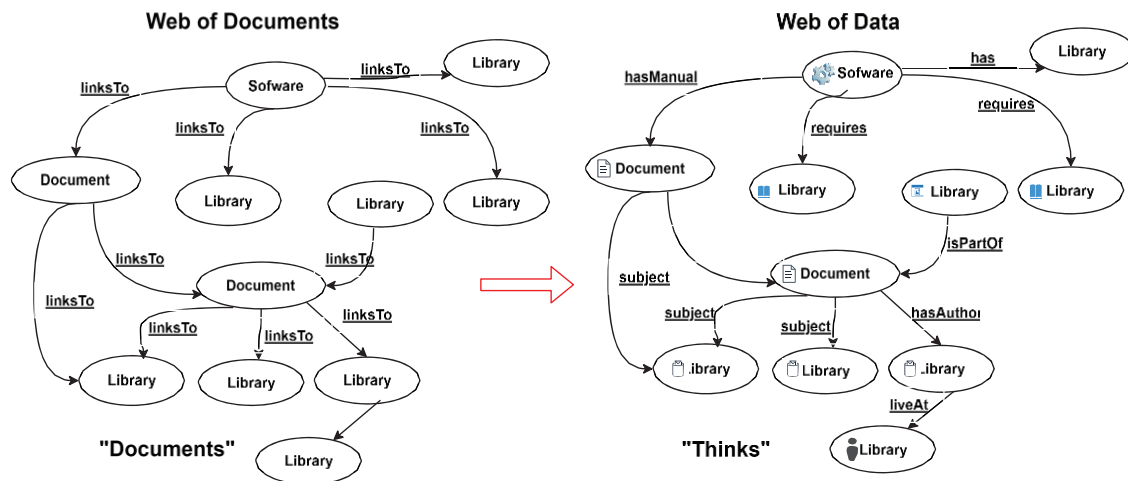 Web of Documents
linksTo
Sofware
linksTo
Library
linksTo
linksTo
Document
Library
Library
Library
linksTo
linksTo
Document
linksTo
linksTo
linksTo
linksTo
Library
Library
Library
"Documents"
Library
Web of Data
hasManual
Sofware
has
Library
requires
requires
Document
Library
Library
Library
isPartOf
Document
subject
subject
subject
hasAuthor
Library
Library
Library
liveAt
"Thinks"
Library